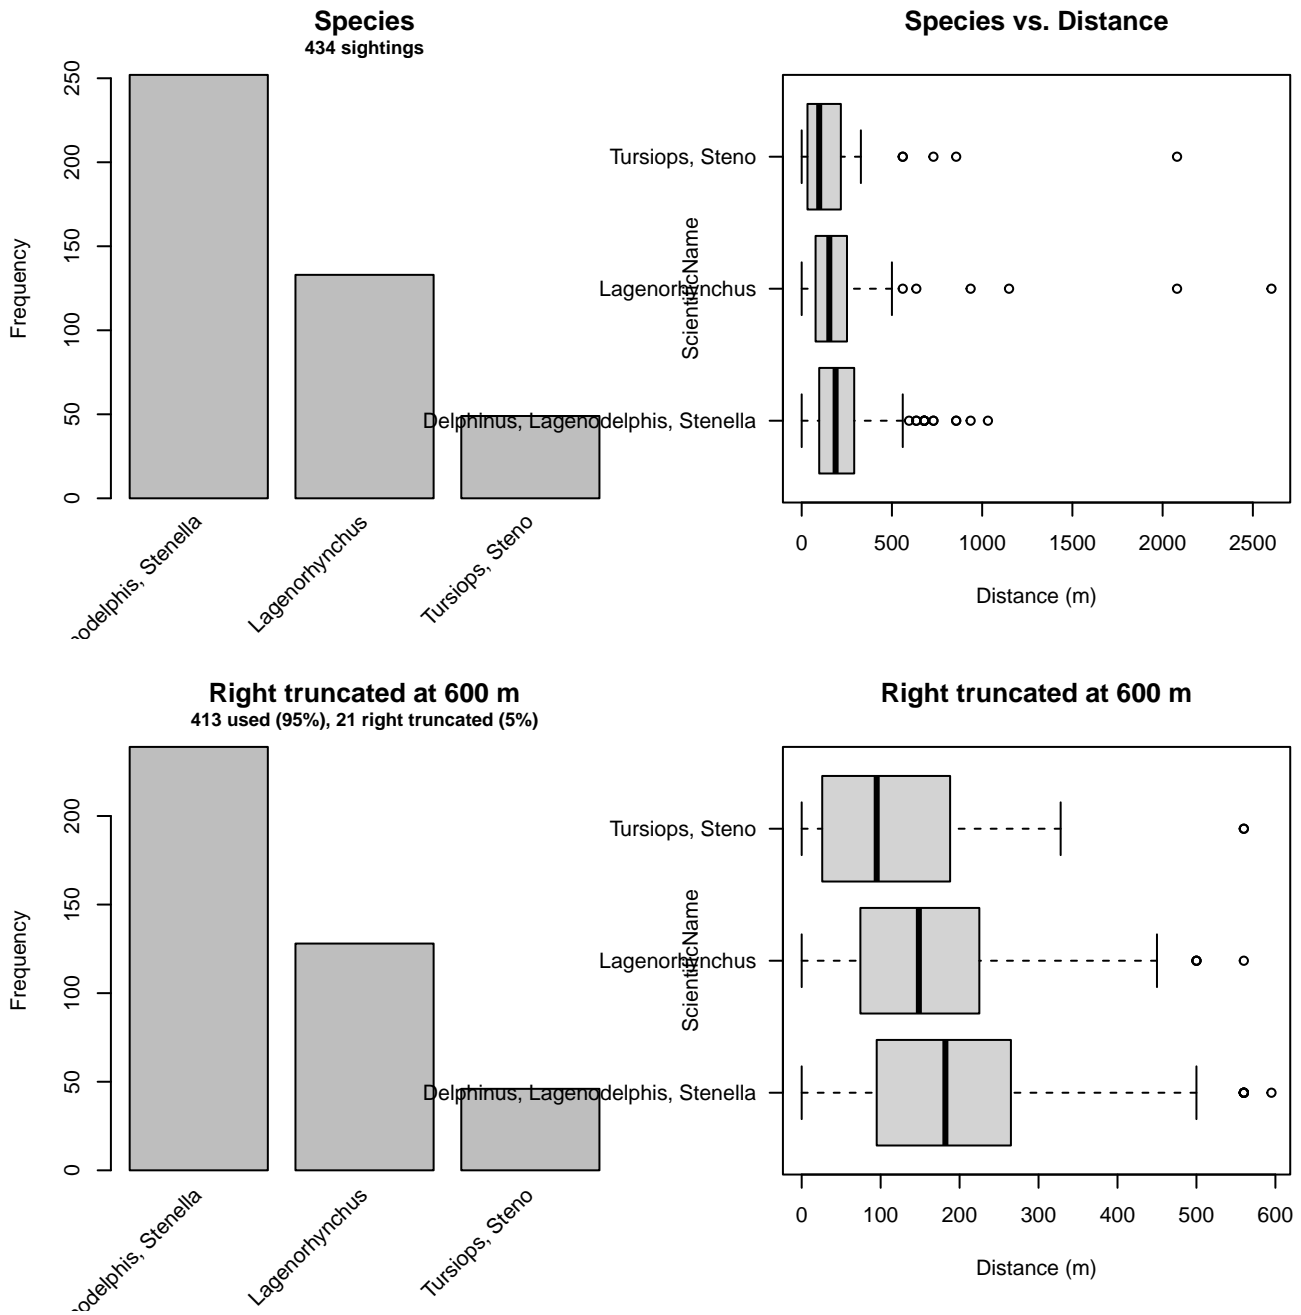 Species
434 sightings
Frequency
0
50
100
150
200
250
nodelphis, Stenella
Lagenorhynchus
Tursiops, Steno
Species vs. Distance
ScientificName
Tursiops, Steno
Lagenorhynchus
Delphinus, Lagenodelphis, Stenella
0 500 1000 1500 2000 2500
Distance (m)
Right truncated at 600 m
413 used (95%), 21 right truncated (5%)
Frequency
0
50
100
150
200
nodelphis, Stenella
Lagenorhynchus
Tursiops, Steno
Right truncated at 600 m
ScientificName
Tursiops, Steno
Lagenorhynchus
Delphinus, Lagenodelphis, Stenella
0 100 200 300 400 500 600
Distance (m)